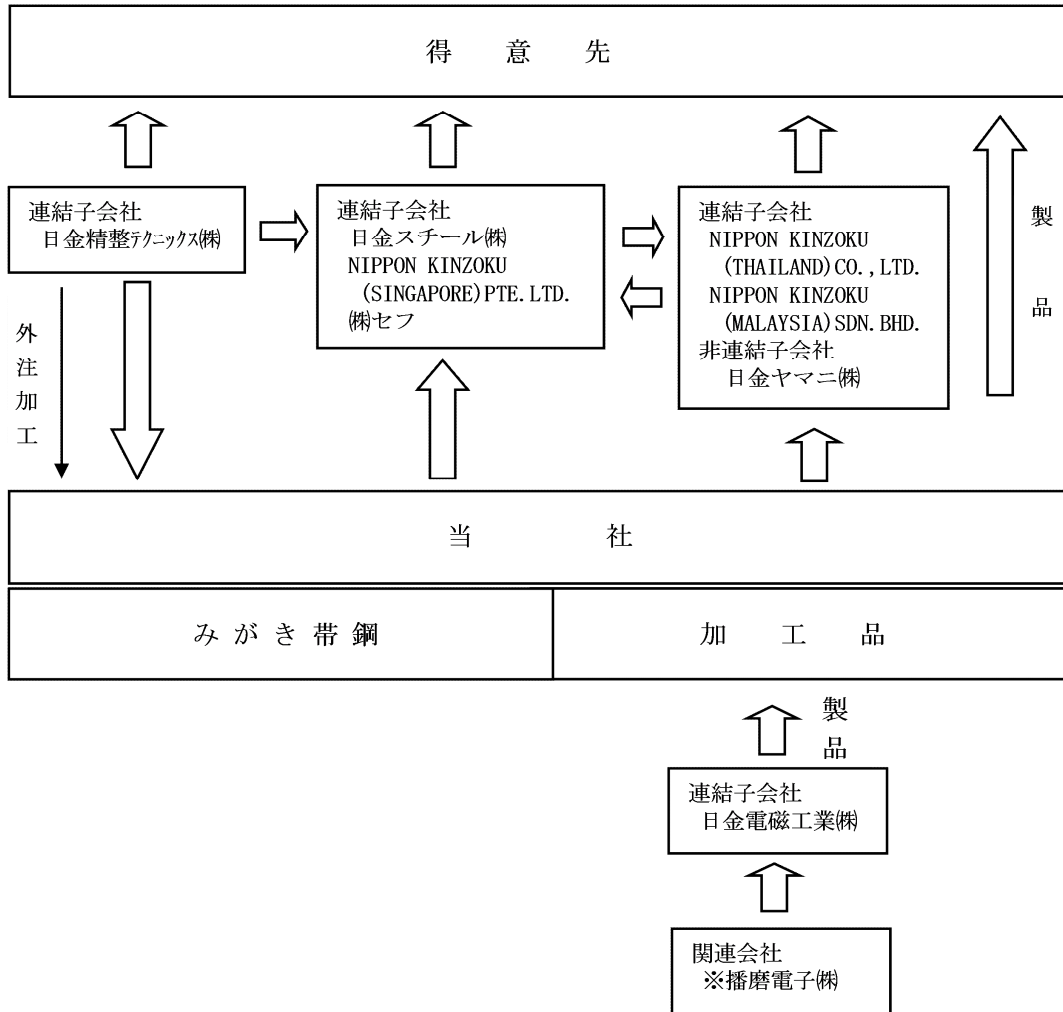 得意先
連結子会社
日金精整テクニックス㈱
連結子会社
日金スチール㈱
NIPPON KINZOKU
(SINGAPORE)PTE.LTD.
㈱セフ
連結子会社
NIPPON KINZOKU
(THAILAND)CO.,LTD.
NIPPON KINZOKU
(MALAYSIA)SDN.BHD.
非連結子会社
日金ヤマニ㈱
製品
外注加工
当社
みがき帯鋼
加工品
製品
連結子会社
日金電磁工業㈱
関連会社
※播磨電子㈱